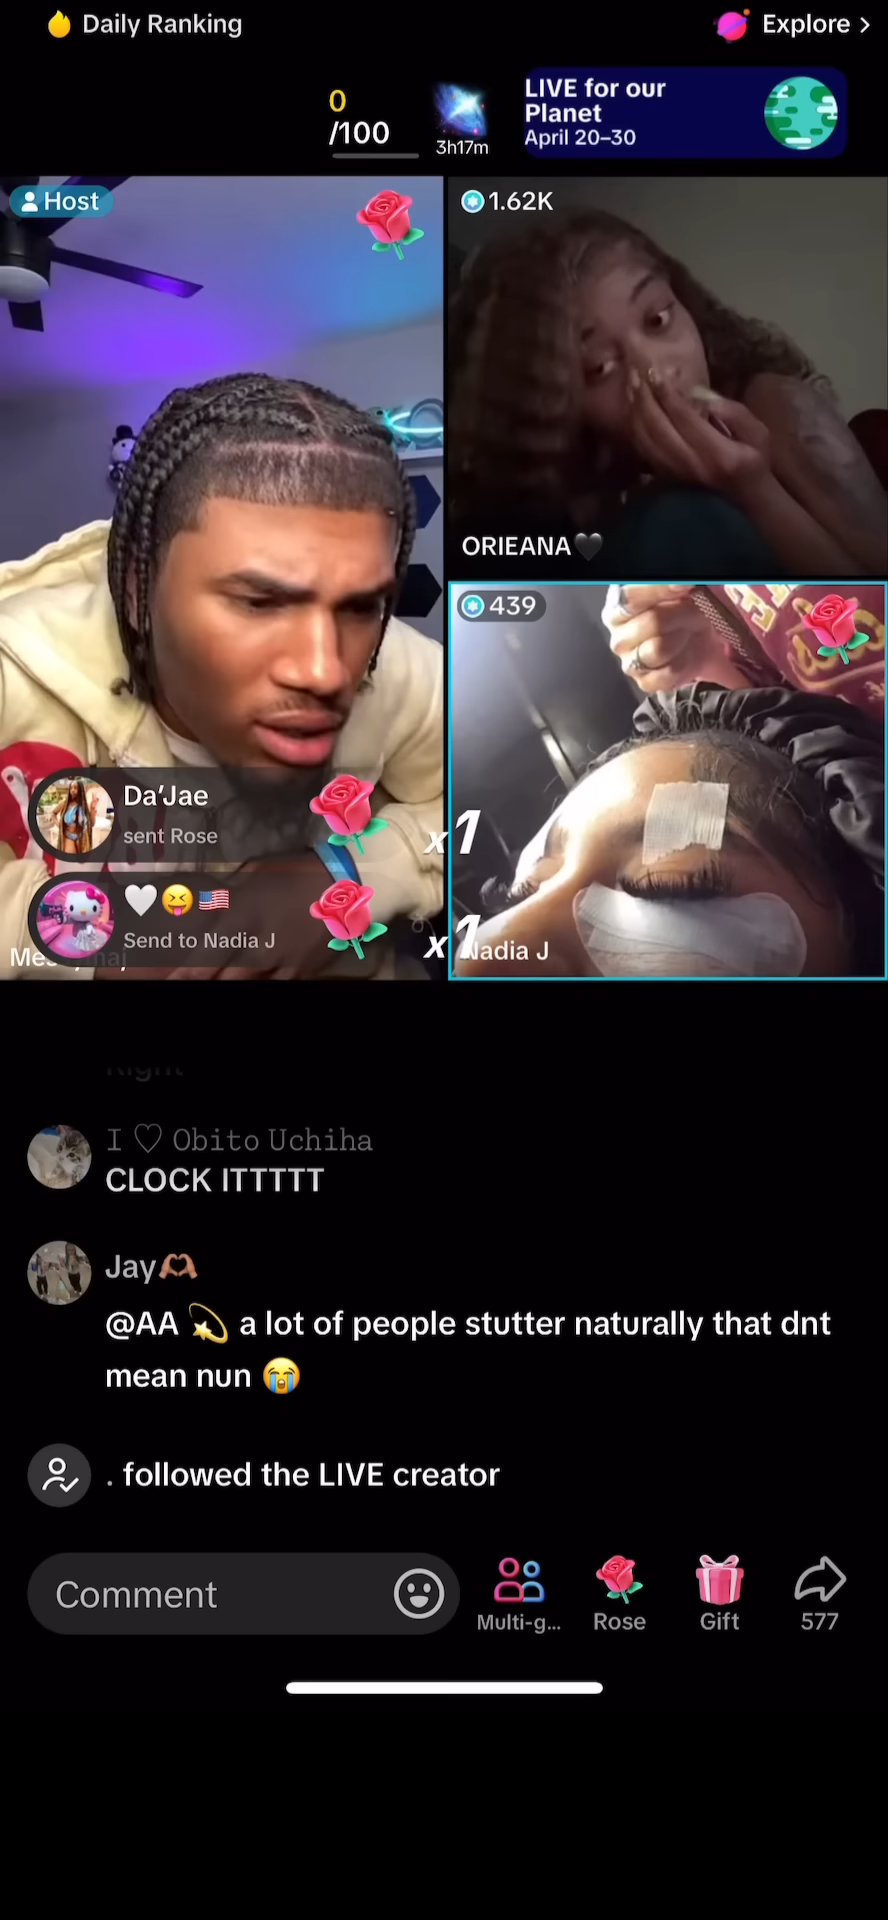 Daily Ranking
Explore >
0
/100
3h17m
LIVE for our
Planet
April 20–30
Host
1.62K
ORIEANA🖤
439
Da'Jae
sent Rose
x1
🤍😝🇺🇸
Send to Nadia J
x1
Nadia J
I ♡ Obito Uchiha
CLOCK ITTTTT
Jay🫶🏽
@AA 💫 a lot of people stutter naturally that dnt
mean nun 😭
. followed the LIVE creator
Comment
Multi-g...
Rose
Gift
577